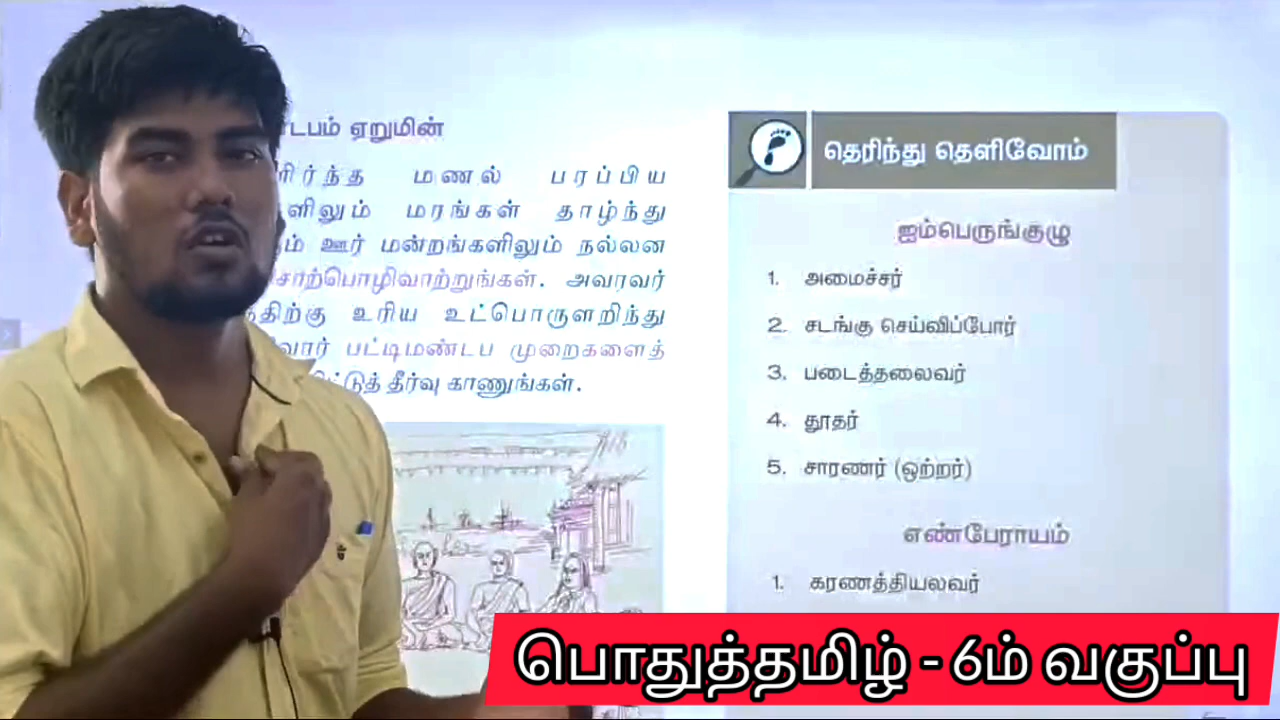 ஏறுமின்
மணல் பரப்பிய
மரங்கள் தாழ்ந்து
ஊர் மன்றங்களிலும் நல்லன
சொற்பொழிவாற்றுங்கள். அவரவர்
உரிய உட்பொருளறிந்து
பட்டிமண்டப முறைகளைத்
தீர்வு காணுங்கள்.
தெரிந்து தெளிவோம்
ஐம்பெருங்குழு
1. அமைச்சர்
2. சடங்கு செய்விப்போர்
3. படைத்தலைவர்
4. தூதர்
5. சாரணர் (ஒற்றர்)
எண்பேராயம்
1. கரணத்தியலவர்
பொதுத்தமிழ் - 6ம் வகுப்பு